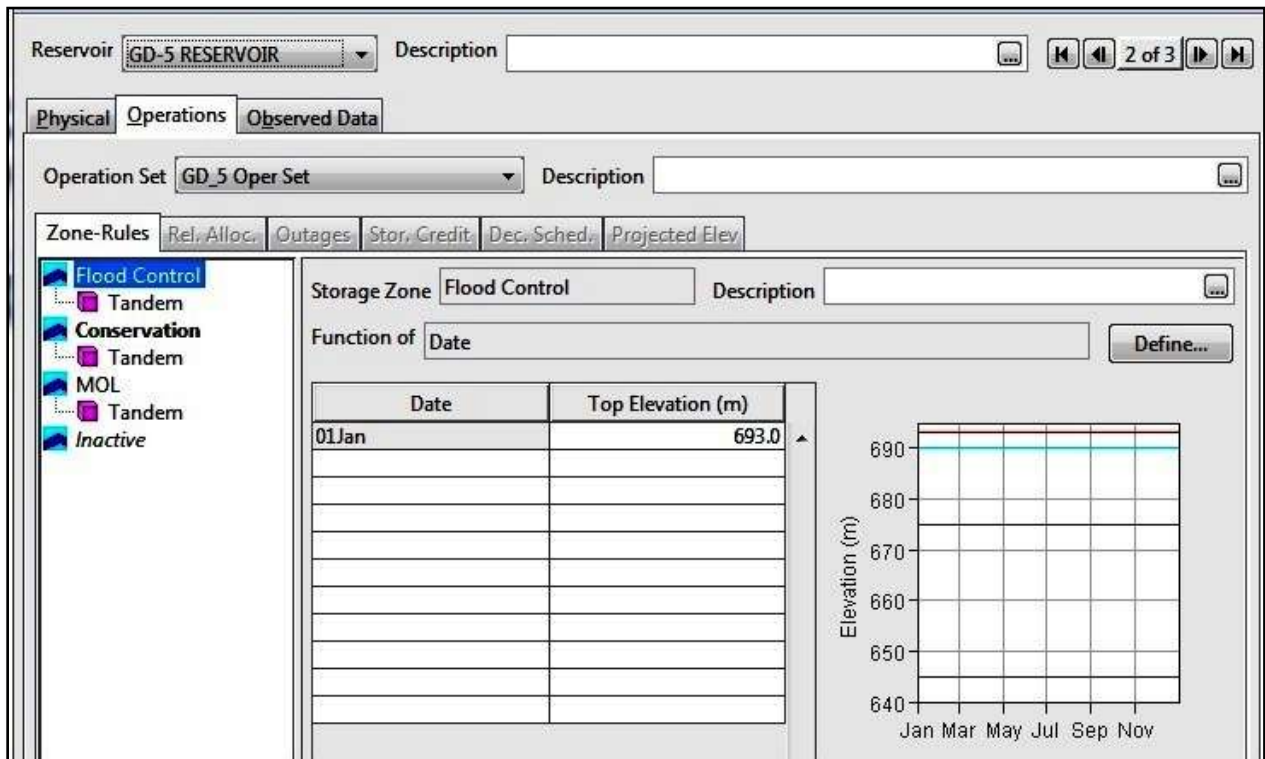 Reservoir GD-5 RESERVOIR Description ... 2 of 3
Physical Operations Observed Data
Operation Set GD_5 Oper Set Description ...
Zone-Rules Rel. Alloc. Outages Stor. Credit Dec. Sched. Projected Elev
Flood Control
Tandem
Conservation
Tandem
MOL
Tandem
Inactive
Storage Zone Flood Control Description ...
Function of Date Define...
Date Top Elevation (m)
01Jan 693.0
Elevation (m)
690
680
670
660
650
640
Jan Mar May Jul Sep Nov